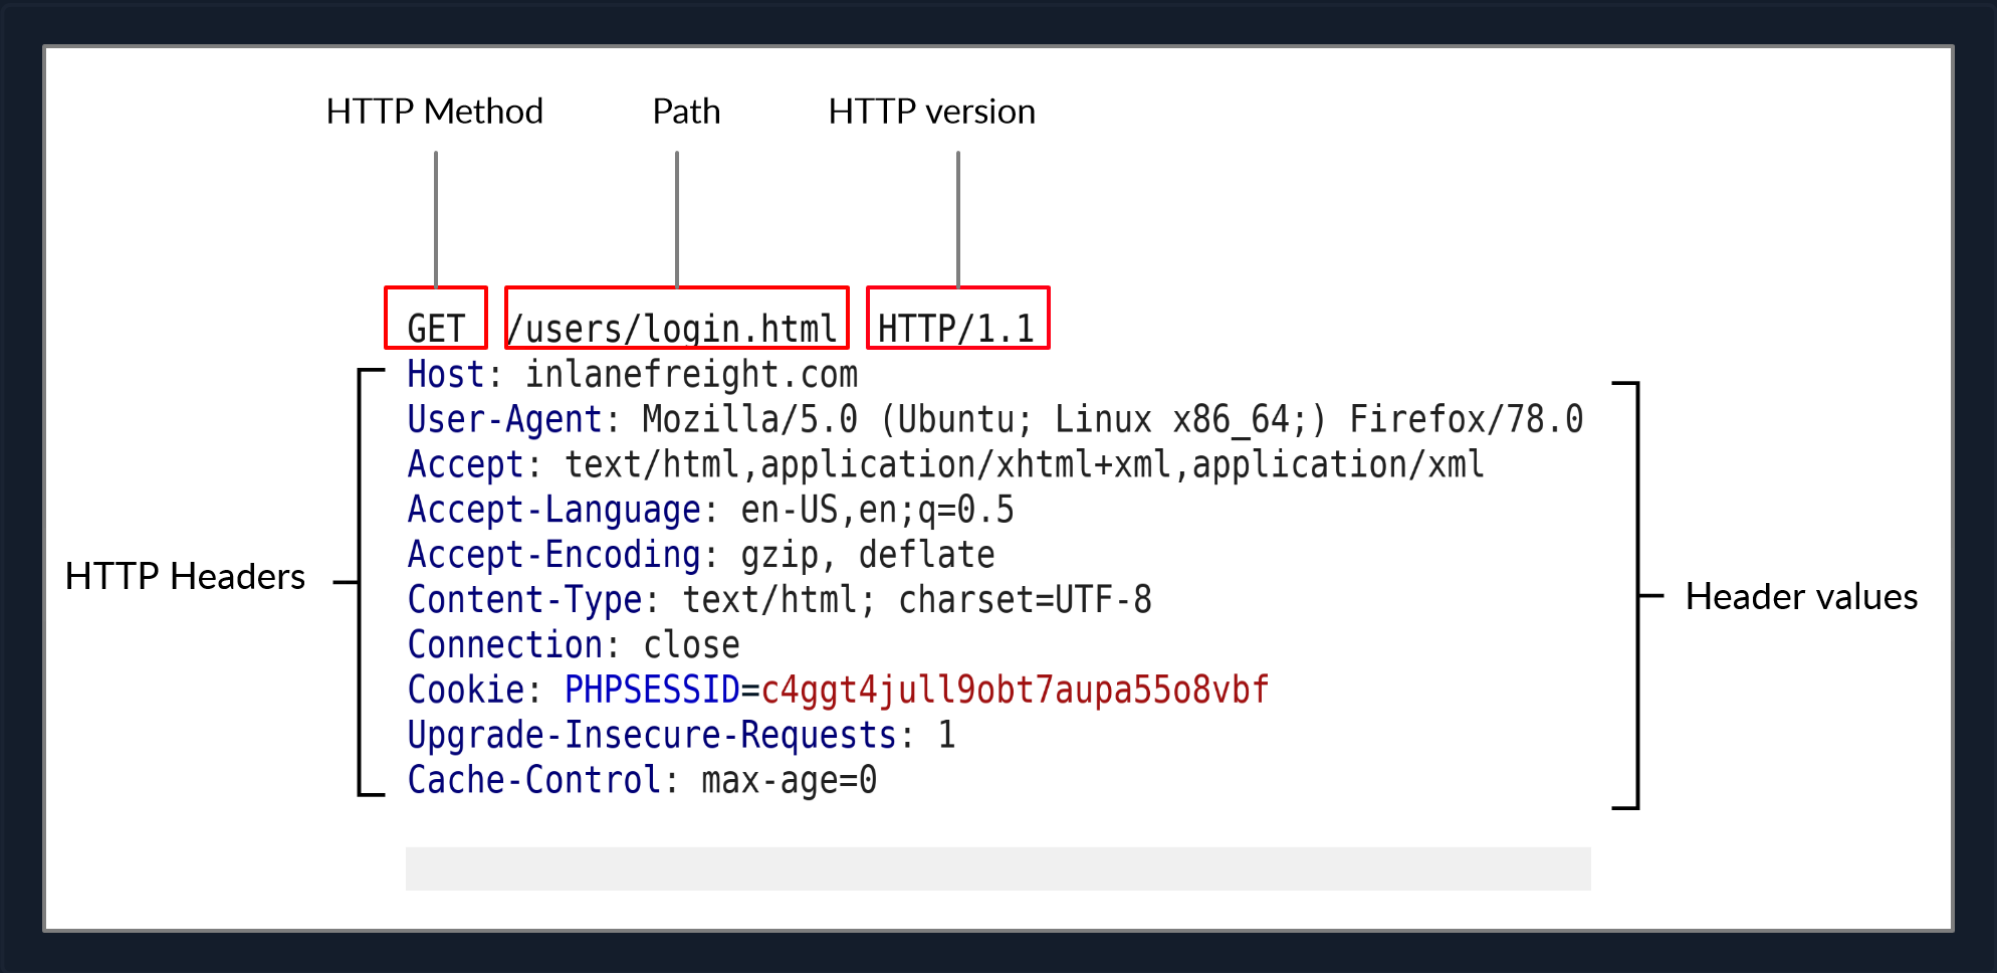 HTTP Method Path HTTP version
GET /users/login.html HTTP/1.1
Host: inlanefreight.com
User-Agent: Mozilla/5.0 (Ubuntu; Linux x86_64;) Firefox/78.0
Accept: text/html,application/xhtml+xml,application/xml
Accept-Language: en-US,en;q=0.5
Accept-Encoding: gzip, deflate
HTTP Headers
Content-Type: text/html; charset=UTF-8
Header values
Connection: close
Cookie: PHPSESSID=c4ggt4jull9obt7aupa55o8vbf
Upgrade-Insecure-Requests: 1
Cache-Control: max-age=0